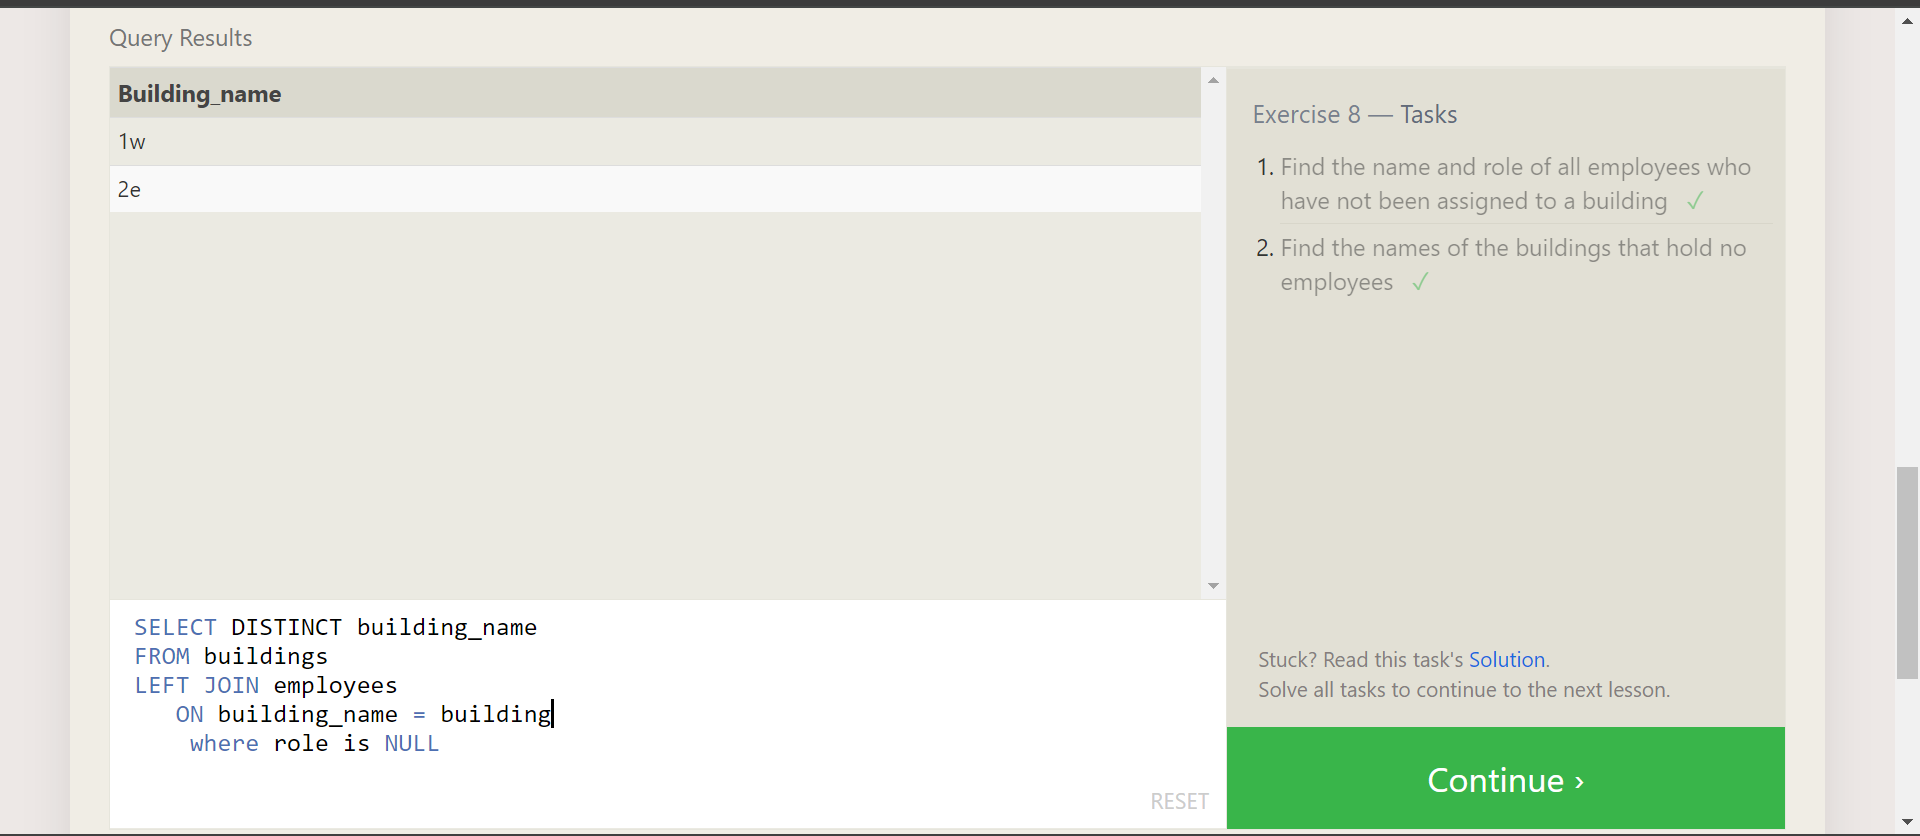 Query Results
Building_name
1w
2e
SELECT DISTINCT building_name
FROM buildings
LEFT JOIN employees
ON building_name = building
where role is NULL
RESET
Exercise 8 — Tasks
1. Find the name and role of all employees who
have not been assigned to a building ✓
2. Find the names of the buildings that hold no
employees ✓
Stuck? Read this task's Solution.
Solve all tasks to continue to the next lesson.
Continue ›